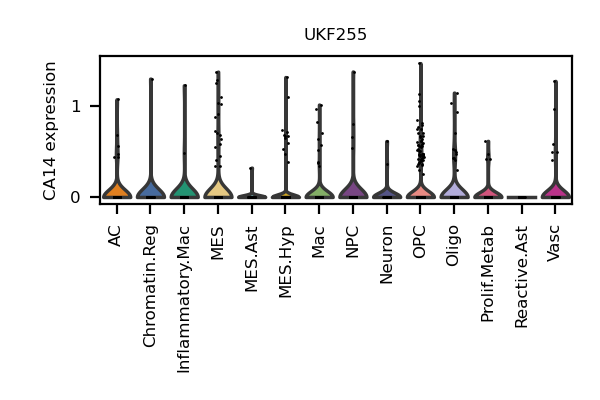 UKF255
CA14 expression
1
0
AC
Chromatin.Reg
Inflammatory.Mac
MES
MES.Ast
MES.Hyp
Mac
NPC
Neuron
OPC
Oligo
Prolif.Metab
Reactive.Ast
Vasc